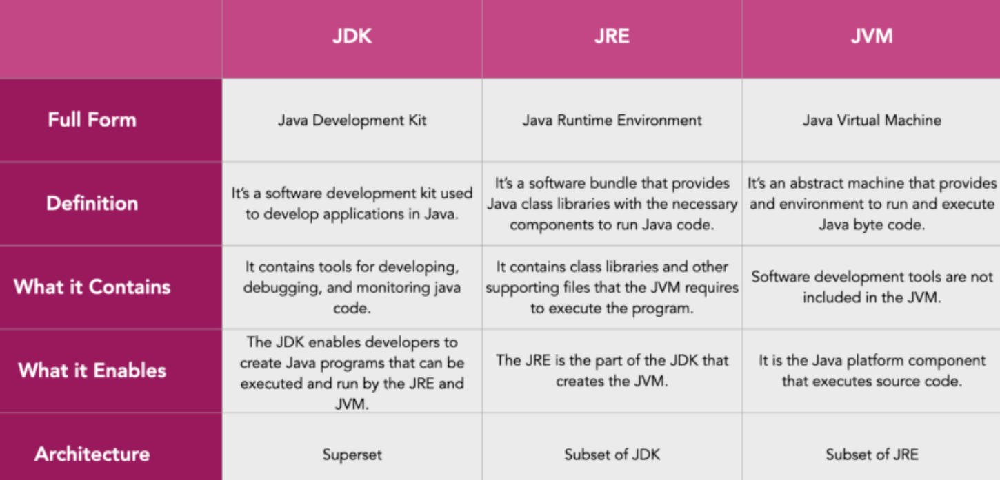 JDK
JRE
JVM
Full Form
Java Development Kit
Java Runtime Environment
Java Virtual Machine
Definition
It's a software development kit used
to develop applications in Java.
It's a software bundle that provides
Java class libraries with the necessary
components to run Java code.
It's an abstract machine that provides
and environment to run and execute
Java byte code.
What it Contains
It contains tools for developing,
debugging, and monitoring java
code.
It contains class libraries and other
supporting files that the JVM requires
to execute the program.
Software development tools are not
included in the JVM.
What it Enables
The JDK enables developers to
create Java programs that can be
executed and run by the JRE and
JVM.
The JRE is the part of the JDK that
creates the JVM.
It is the Java platform component
that executes source code.
Architecture
Superset
Subset of JDK
Subset of JRE